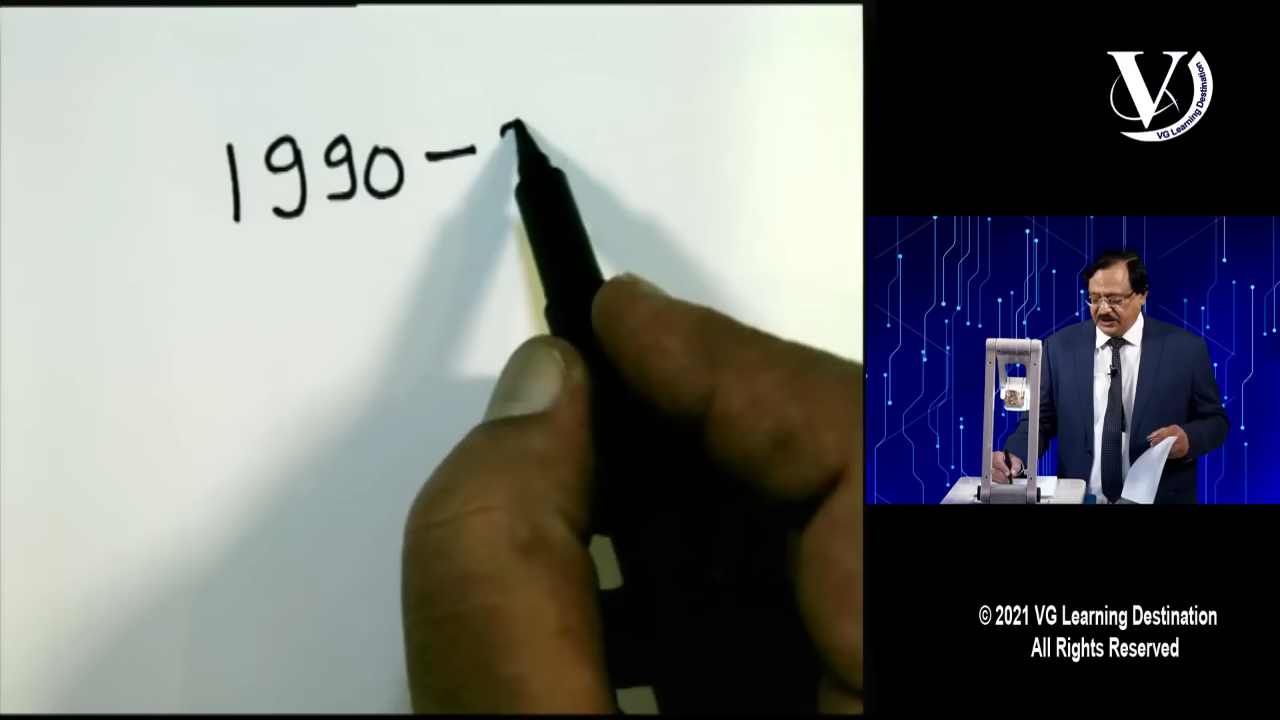 1990 -
V
VG Learning Destination
© 2021 VG Learning Destination
All Rights Reserved